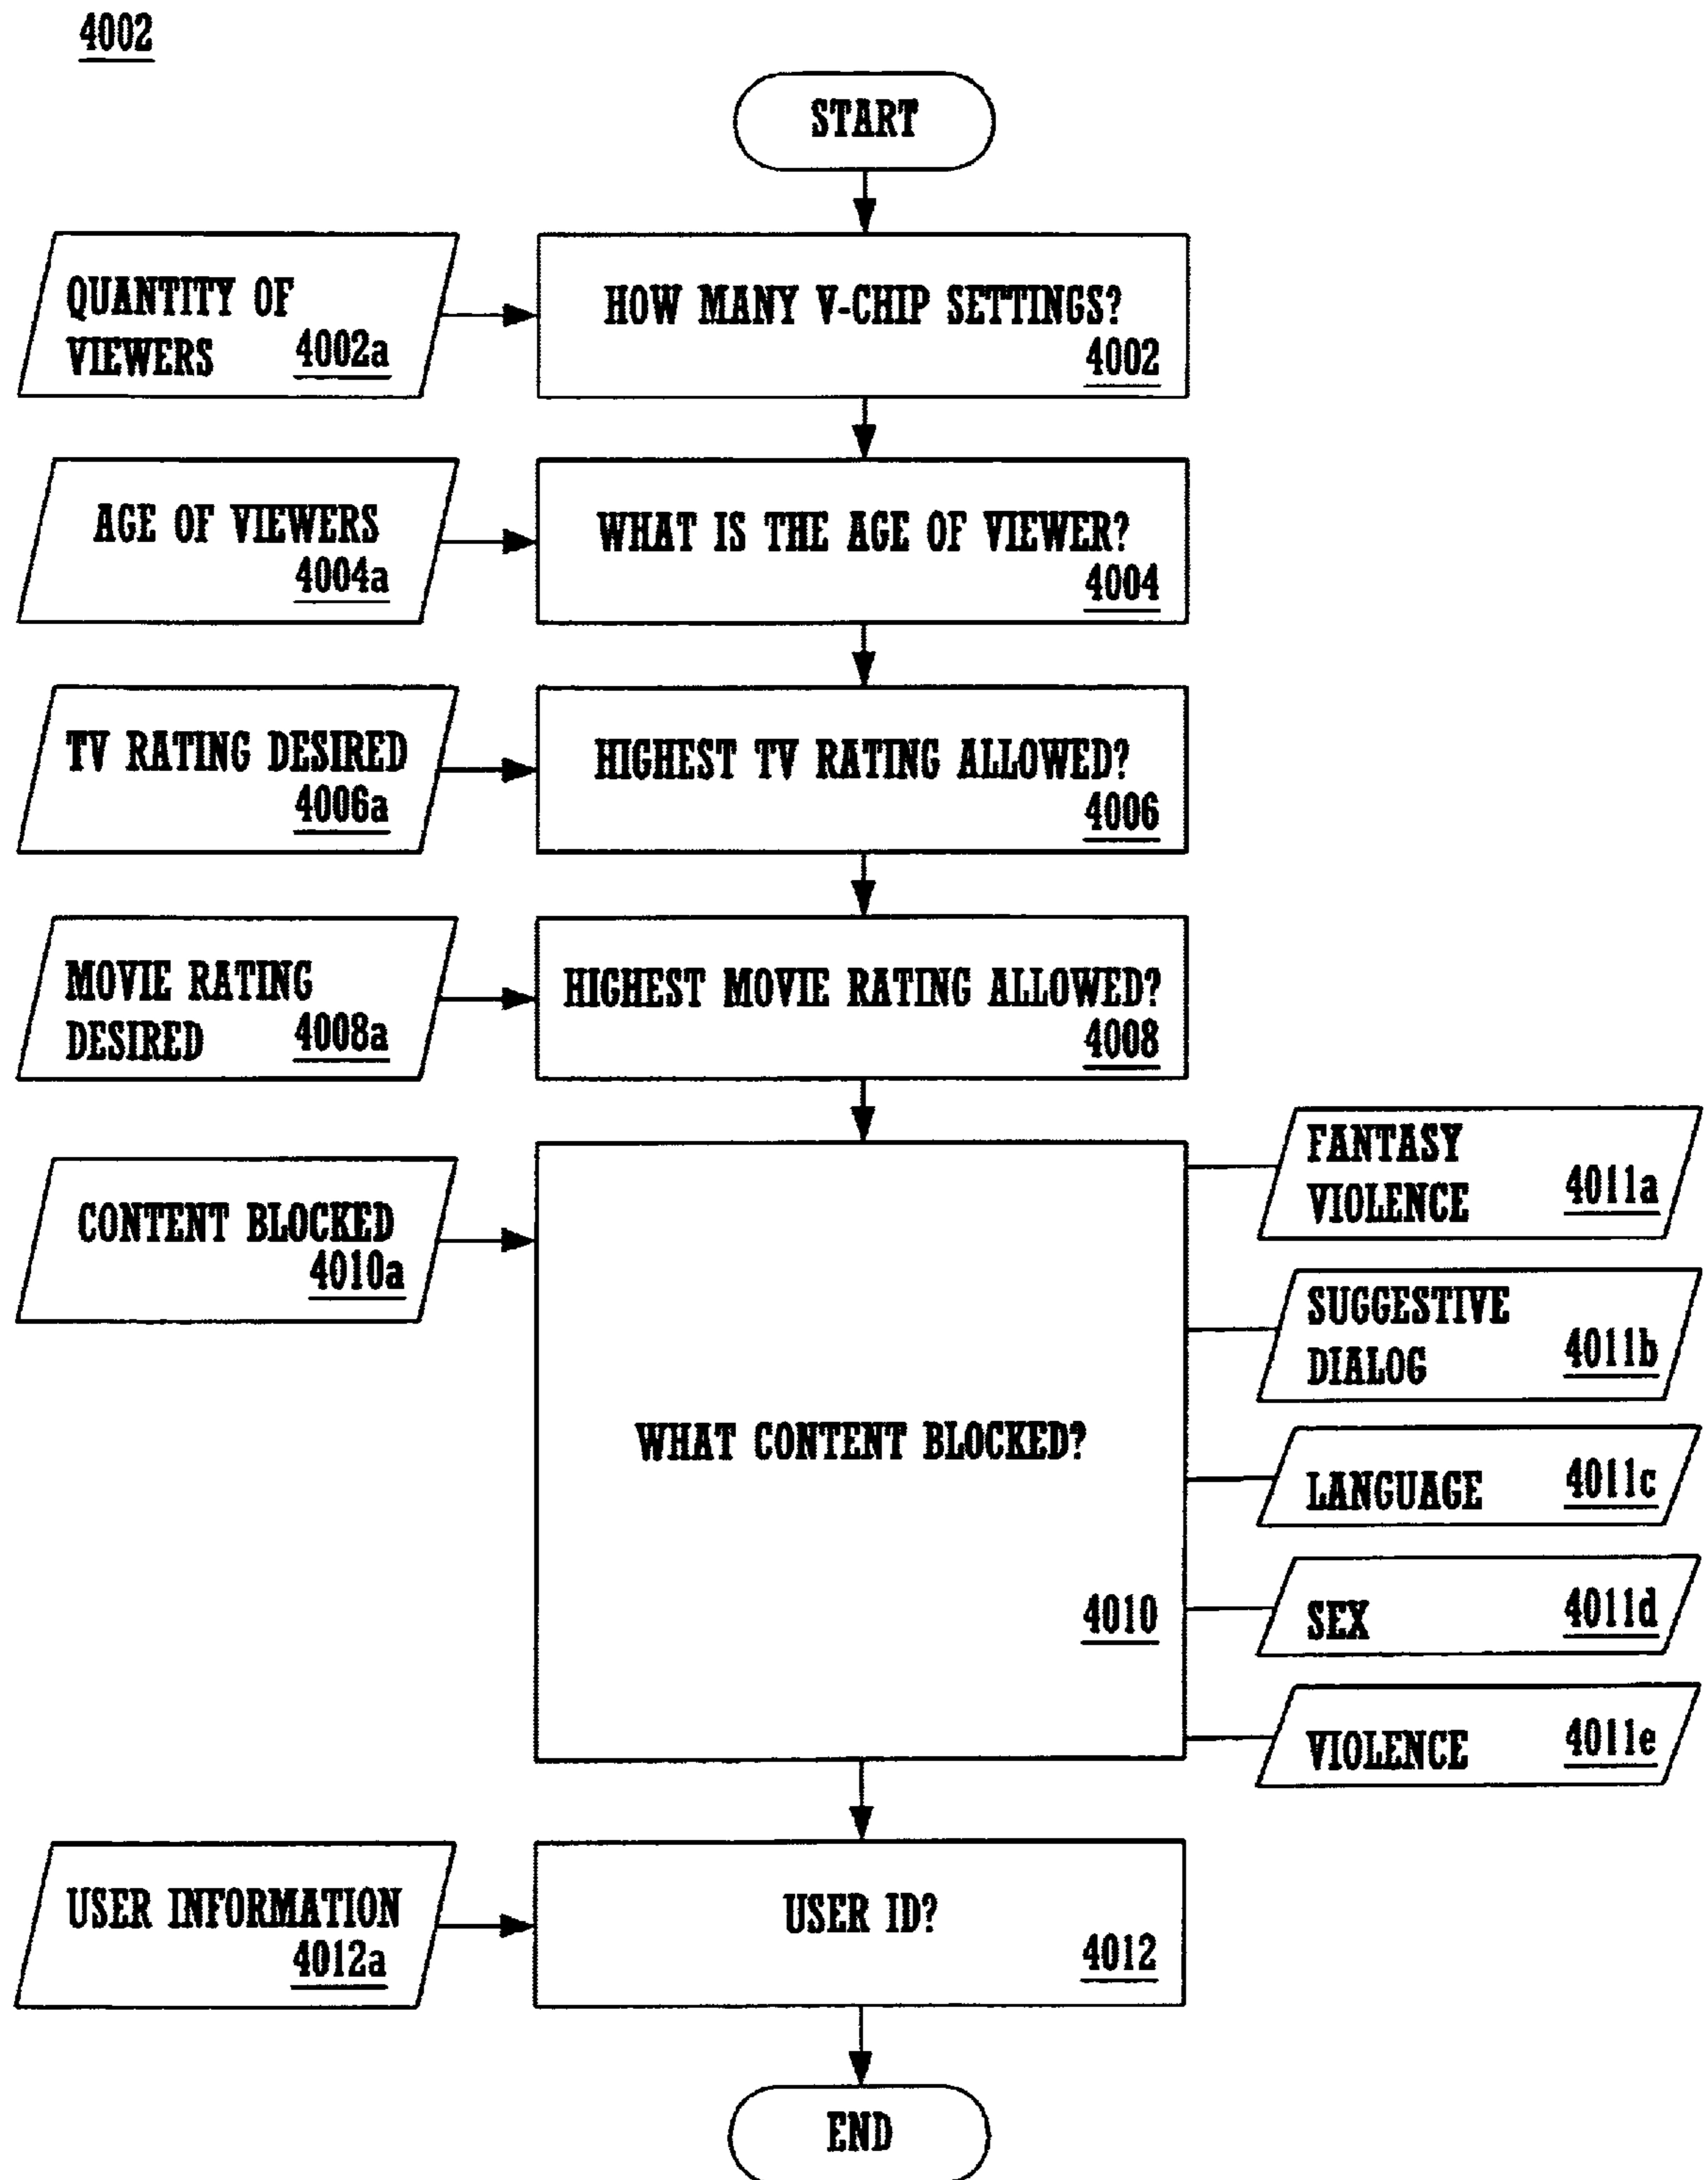 4002
START
QUANTITY OF
VIEWERS 4002a
HOW MANY V-CHIP SETTINGS?
4002
AGE OF VIEWERS
4004a
WHAT IS THE AGE OF VIEWER?
4004
TV RATING DESIRED
4006a
HIGHEST TV RATING ALLOWED?
4006
MOVIE RATING
DESIRED 4008a
HIGHEST MOVIE RATING ALLOWED?
4008
CONTENT BLOCKED
4010a
WHAT CONTENT BLOCKED?
4010
FANTASY
VIOLENCE 4011a
SUGGESTIVE
DIALOG 4011b
LANGUAGE 4011c
SEX 4011d
VIOLENCE 4011e
USER INFORMATION
4012a
USER ID?
4012
END